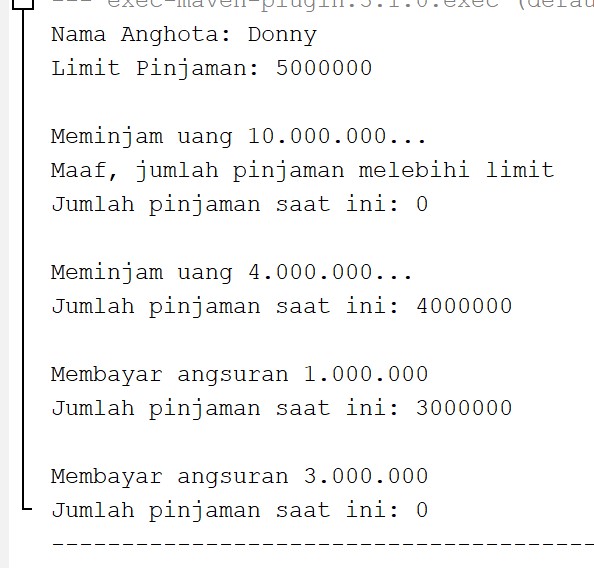 --- exec-maven-plugin:3.1.0:exec (defau
Nama Anghota: Donny
Limit Pinjaman: 5000000
Meminjam uang 10.000.000...
Maaf, jumlah pinjaman melebihi limit
Jumlah pinjaman saat ini: 0
Meminjam uang 4.000.000...
Jumlah pinjaman saat ini: 4000000
Membayar angsuran 1.000.000
Jumlah pinjaman saat ini: 3000000
Membayar angsuran 3.000.000
Jumlah pinjaman saat ini: 0
---------------------------------------